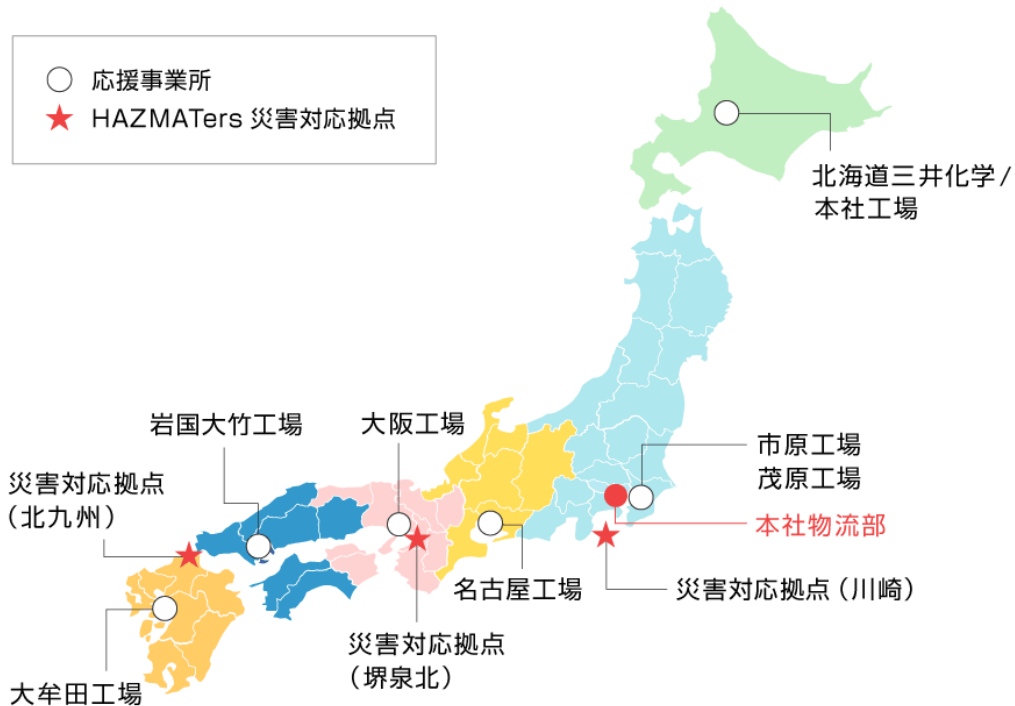 応援事業所
HAZMATers 災害対応拠点
北海道三井化学/
本社工場
岩国大竹工場
大阪工場
市原工場
茂原工場
災害対応拠点
（北九州）
本社物流部
名古屋工場
災害対応拠点（川崎）
災害対応拠点
（堺泉北）
大牟田工場